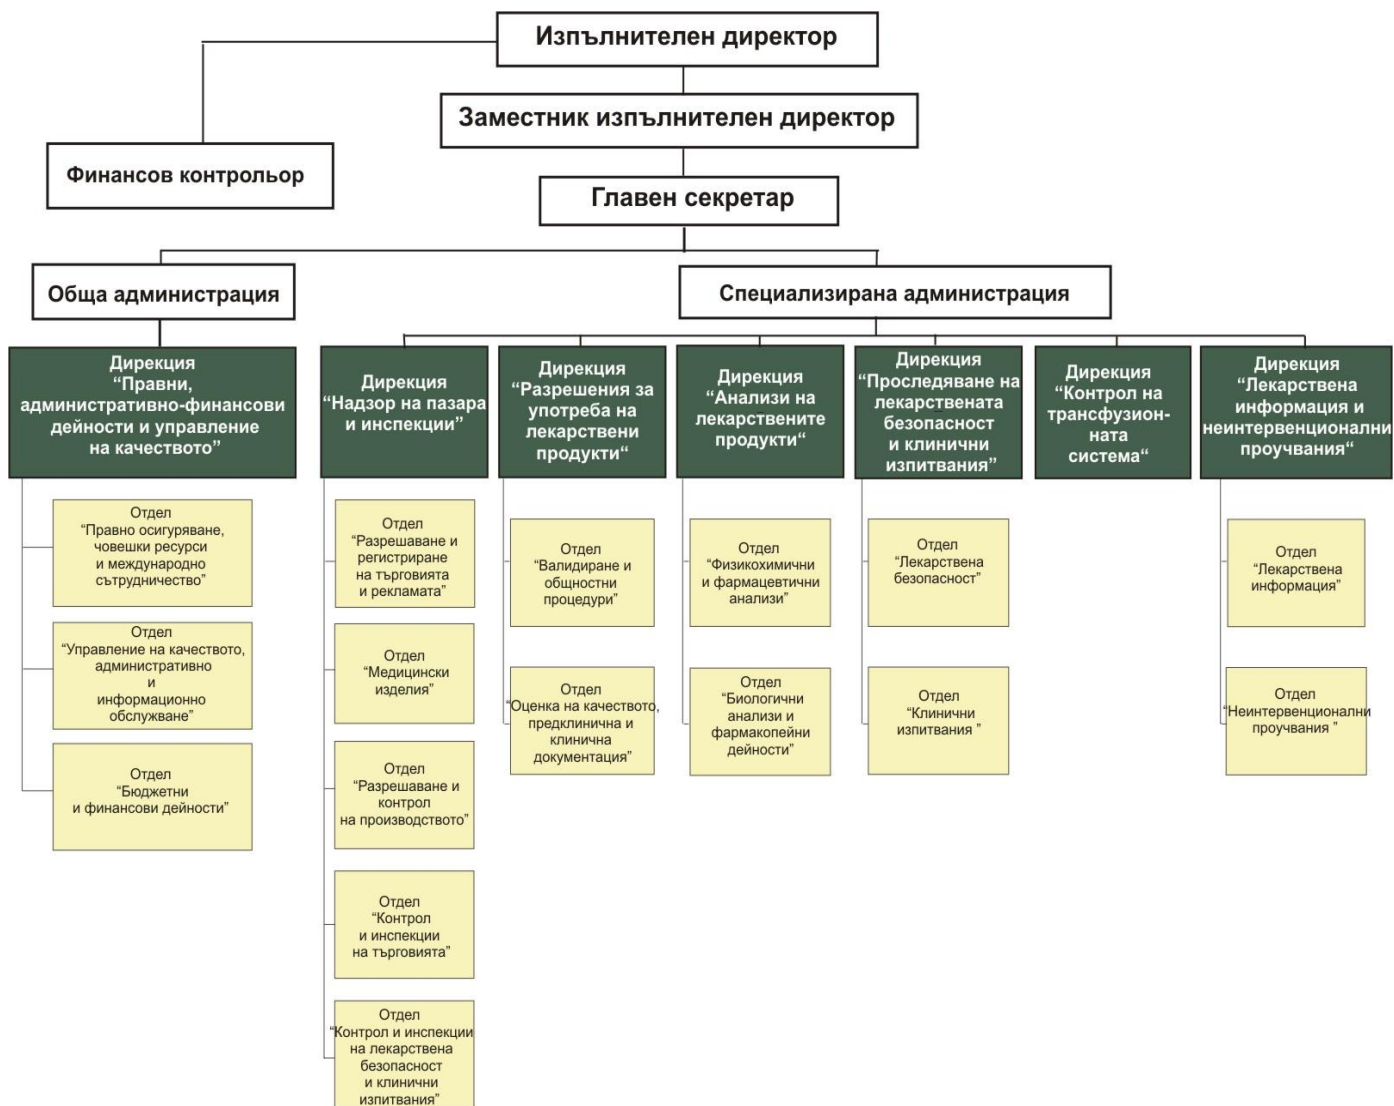 Изпълнителен директор
Заместник изпълнителен директор
Финансов контрольор
Главен секретар
Обща администрация
Специализирана администрация
Дирекция
“Правни,
административно-финансови
дейности и управление
на качеството”
Отдел
“Правно осигуряване,
човешки ресурси
и международно
сътрудничество”
Отдел
“Управление на качеството,
административно
и
информационно
обслужване”
Отдел
“Бюджетни
и финансови дейности”
Дирекция
“Надзор на пазара
и инспекции”
Отдел
“Разрешаване и
регистриране
на търговията
и рекламата”
Отдел
“Медицински
изделия”
Отдел
“Разрешаване и
контрол
на производството”
Отдел
“Контрол
и инспекции
на търговията”
Отдел
“Контрол и инспекции
на лекарствена
безопасност
и клинични
изпитвания”
Дирекция
“Разрешения за
употреба на
лекарствени
продукти“
Отдел
“Валидиране и
общностни
процедури”
Отдел
“Оценка на качеството,
предклинична и
клинична
документация”
Дирекция
“Анализи на
лекарствените
продукти“
Отдел
“Физикохимични
и фармацевтични
анализи”
Отдел
“Биологични
анализи и
фармакопейни
дейности”
Дирекция
“Проследяване на
лекарствената
безопасност
и клинични
изпитвания”
Отдел
“Лекарствена
безопасност”
Отдел
“Клинични
изпитвания ”
Дирекция
“Контрол на
трансфузион-
ната
система“
Дирекция
“Лекарствена
информация и
неинтервенционални
проучвания“
Отдел
“Лекарствена
информация”
Отдел
“Неинтервенционални
проучвания ”